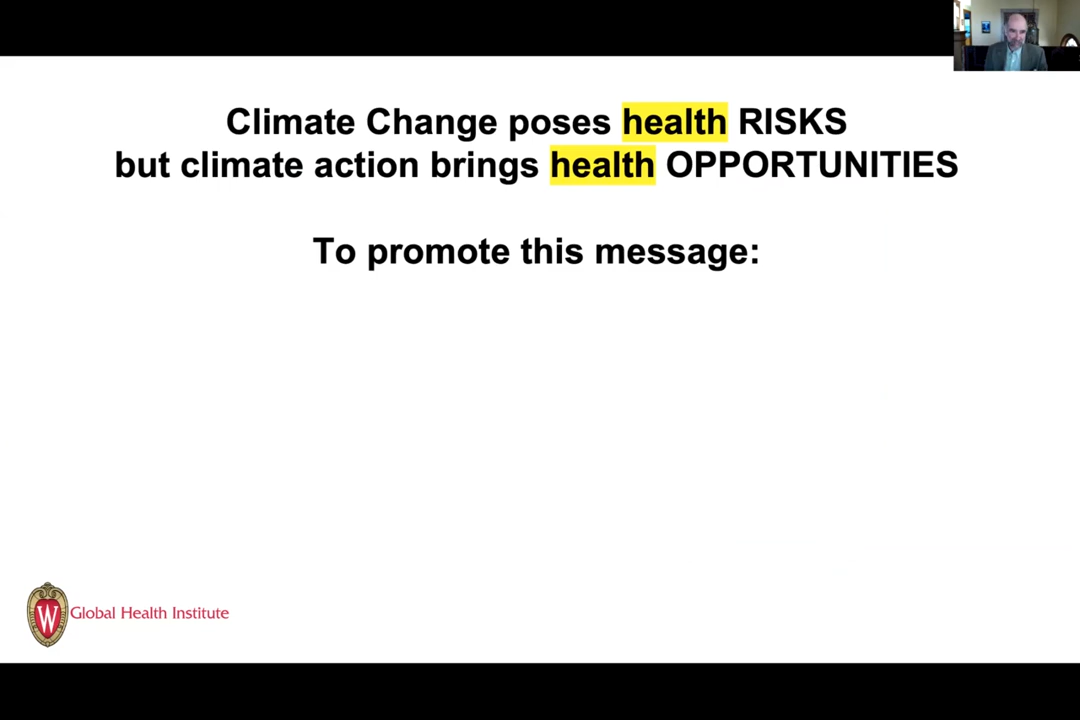 Climate Change poses health RISKS
but climate action brings health OPPORTUNITIES
To promote this message:
W Global Health Institute